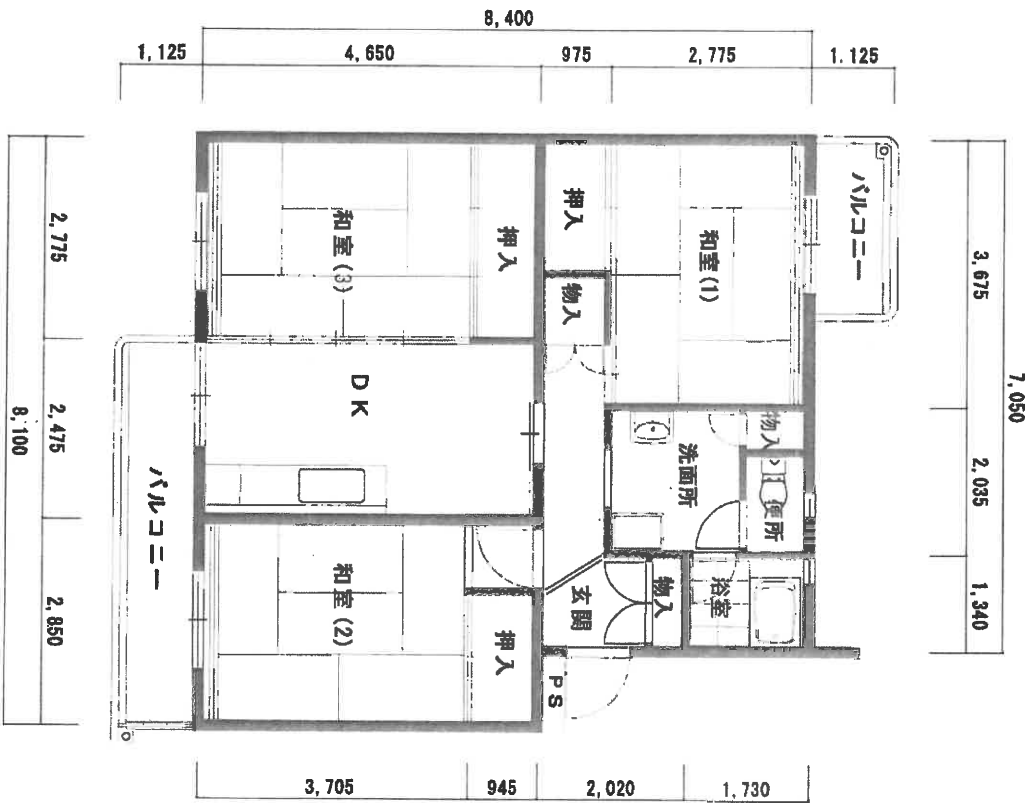 8,400
1,125
4,650
975
2,775
1.125
バルコニー
押入
和室(1)
和室(3)
押入
物入
3,675
2,775
7,050
DK
物入
洗面所
便所
2,475
8,100
2,035
バルコニー
和室(2)
押入
玄関
物入
浴室
1,340
2,850
PS
3,705
945
2,020
1,730